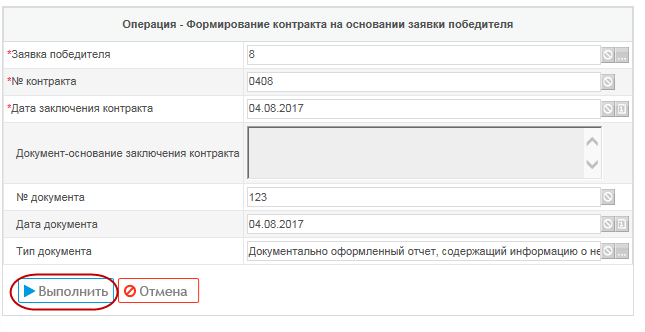 Операция - Формирование контракта на основании заявки победителя
*Заявка победителя 8
*№ контракта 0408
*Дата заключения контракта 04.08.2017
Документ-основание заключения контракта
№ документа 123
Дата документа 04.08.2017
Тип документа Документально оформленный отчет, содержащий информацию о не
Выполнить Отмена